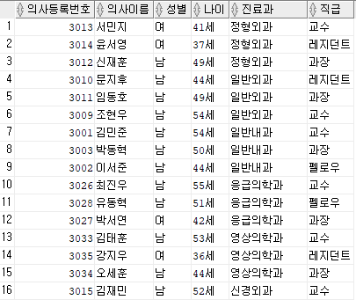 의사등록번호 의사이름 성별 나이 진료과 직급
1 3013 서민지 여 41세 정형외과 교수
2 3014 윤서영 여 37세 정형외과 레지던트
3 3012 신재훈 남 49세 정형외과 과장
4 3010 문지후 남 44세 일반외과 레지던트
5 3011 임동호 남 49세 일반외과 과장
6 3009 조현우 남 54세 일반외과 교수
7 3001 김민준 남 54세 일반내과 교수
8 3003 박동혁 남 50세 일반내과 과장
9 3002 이서준 남 44세 일반내과 펠로우
10 3026 최진우 남 55세 응급의학과 교수
11 3028 유동혁 남 51세 응급의학과 펠로우
12 3027 박서연 여 42세 응급의학과 과장
13 3033 김태훈 남 53세 영상의학과 교수
14 3035 강지우 여 36세 영상의학과 레지던트
15 3034 오세훈 남 44세 영상의학과 과장
16 3015 김재민 남 52세 신경외과 교수